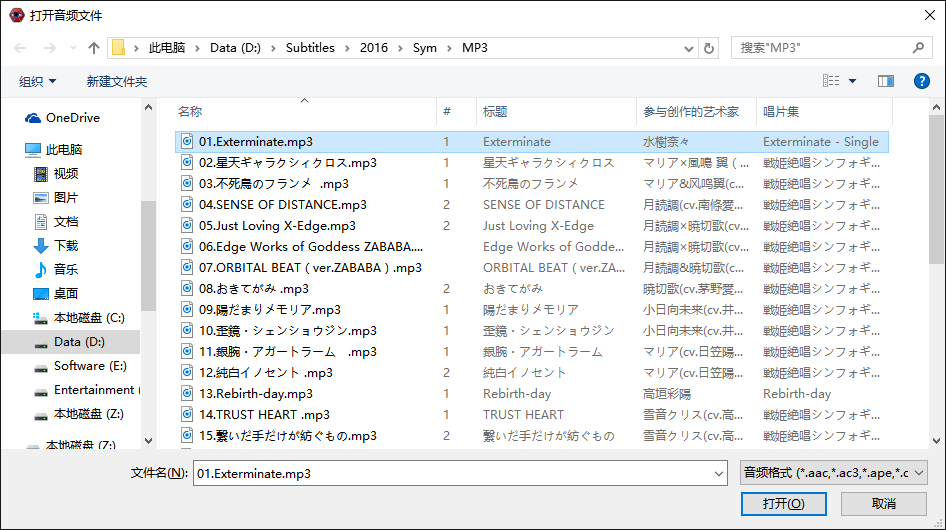 打开音频文件
此电脑 › Data (D:) › Subtitles › 2016 › Sym › MP3
搜索"MP3"
组织 新建文件夹
OneDrive
此电脑
视频
图片
文档
下载
音乐
桌面
本地磁盘 (C:)
Data (D:)
Software (E:)
Entertainment (
本地磁盘 (Z:)
本地磁盘 (Z:)
名称 # 标题 参与创作的艺术家 唱片集
01.Exterminate.mp3 1 Exterminate 水樹奈々 Exterminate - Single
02.星天ギャラクシィクロス.mp3 1 星天ギャラクシィクロス マリア×風鳴 翼 ( ... 戦姫絶唱シンフォギ...
03.不死鳥のフランメ .mp3 1 不死鳥のフランメ マリア&风鸣翼(c... 戦姫絶唱シンフォギ...
04.SENSE OF DISTANCE.mp3 2 SENSE OF DISTANCE 月読調(cv.南條愛... 戦姫絶唱シンフォギ...
05.Just Loving X-Edge.mp3 2 Just Loving X-Edge 月読調×暁切歌(c... 戦姫絶唱シンフォギ...
06.Edge Works of Goddess ZABABA.... Edge Works of Godde... 月読調×暁切歌(c... 戦姫絶唱シンフォギ...
07.ORBITAL BEAT ( ver.ZABABA ) .mp3 ORBITAL BEAT ( ver.ZA... 月読調&暁切歌(c... 戦姫絶唱シンフォギ...
08.おきてがみ .mp3 2 おきてがみ 暁切歌(cv.茅野愛... 戦姫絶唱シンフォギ...
09.陽だまりメモリア.mp3 1 陽だまりメモリア 小日向未来(cv.井... 戦姫絶唱シンフォギ...
10.歪鏡・シェンショウジン.mp3 1 歪鏡・シェンショウジン 小日向未来(cv.井... 戦姫絶唱シンフォギ...
11.銀腕・アガートラーム .mp3 1 銀腕・アガートラーム マリア(cv.日笠陽... 戦姫絶唱シンフォギ...
12.純白イノセント .mp3 2 純白イノセント マリア(cv.日笠陽... 戦姫絶唱シンフォギ...
13.Rebirth-day.mp3 1 Rebirth-day 高垣彩陽 Rebirth-day
14.TRUST HEART .mp3 1 TRUST HEART 雪音クリス(cv.高... 戦姫絶唱シンフォギ...
15.繋いだ手だけが紡ぐもの.mp3 2 繋いだ手だけが紡ぐもの 雪音クリス(cv.高... 戦姫絶唱シンフォギ...
文件名(N): 01.Exterminate.mp3 音频格式 (*.aac,*.ac3,*.ape,*.c
打开(O) 取消